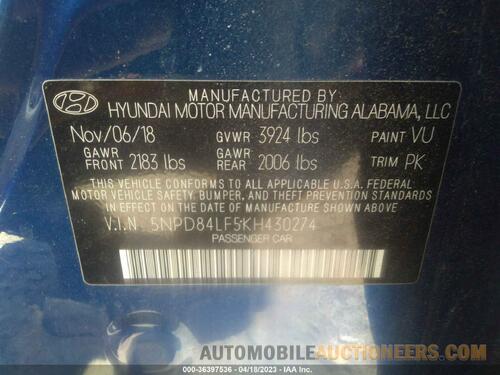 MANUFACTURED BY
HYUNDAI MOTOR MANUFACTURING ALABAMA, LLC
Nov/06/18 GVWR 3924 lbs PAINT VU
GAWR FRONT 2183 lbs GAWR REAR 2006 lbs TRIM PK
THIS VEHICLE CONFORMS TO ALL APPLICABLE U.S.A. FEDERAL
MOTOR VEHICLE SAFETY, BUMPER, AND THEFT PREVENTION STANDARDS
IN EFFECT ON THE DATE OF MANUFACTURE SHOWN ABOVE.
V.I.N. 5NPD84LF5KH430274
PASSENGER CAR
AUTOMOBILEAUCTIONEERS.COM
000-36397536 - 04/18/2023 - IAA Inc.